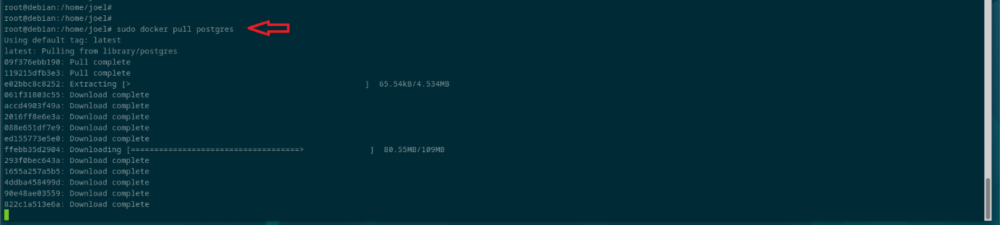 root@debian:/home/joel#
root@debian:/home/joel#
root@debian:/home/joel# sudo docker pull postgres
Using default tag: latest
latest: Pulling from library/postgres
09f376ebb190: Pull complete
119215dfb3e3: Pull complete
e02bbc8c8252: Extracting [>                                                  ]  65.54kB/4.534MB
061f31803c55: Download complete
accd4903f49a: Download complete
2016ff8e6e3a: Download complete
088e651df7e9: Download complete
ed155773e5e0: Download complete
ffebb35d2904: Downloading [====================================>              ]  80.55MB/109MB
293f0bec643a: Download complete
1655a257a5b5: Download complete
4ddba458499d: Download complete
90e48ae03559: Download complete
822c1a513e6a: Download complete